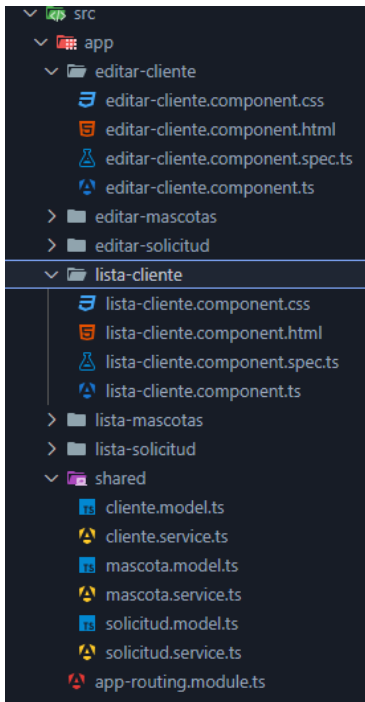 src
app
editar-cliente
editar-cliente.component.css
editar-cliente.component.html
editar-cliente.component.spec.ts
editar-cliente.component.ts
editar-mascotas
editar-solicitud
lista-cliente
lista-cliente.component.css
lista-cliente.component.html
lista-cliente.component.spec.ts
lista-cliente.component.ts
lista-mascotas
lista-solicitud
shared
TS cliente.model.ts
cliente.service.ts
TS mascota.model.ts
mascota.service.ts
TS solicitud.model.ts
solicitud.service.ts
app-routing.module.ts